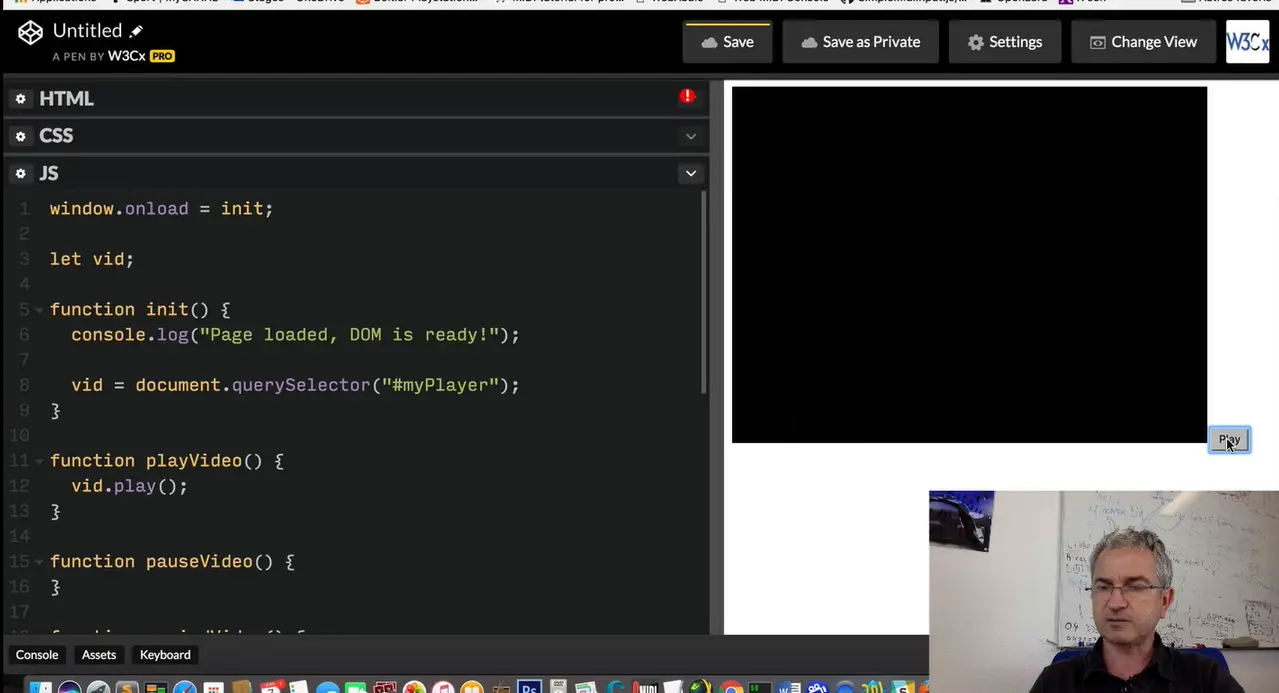 Untitled
A PEN BY W3Cx PRO
Save
Save as Private
Settings
Change View
W3Cx
HTML
!
CSS
JS
1 window.onload = init;
2
3 let vid;
4
5 function init() {
6 console.log("Page loaded, DOM is ready!");
7
8 vid = document.querySelector("#myPlayer");
9 }
10
11 function playVideo() {
12 vid.play();
13 }
14
15 function pauseVideo() {
16 }
17
Play
Console Assets Keyboard
Ps
MIDI